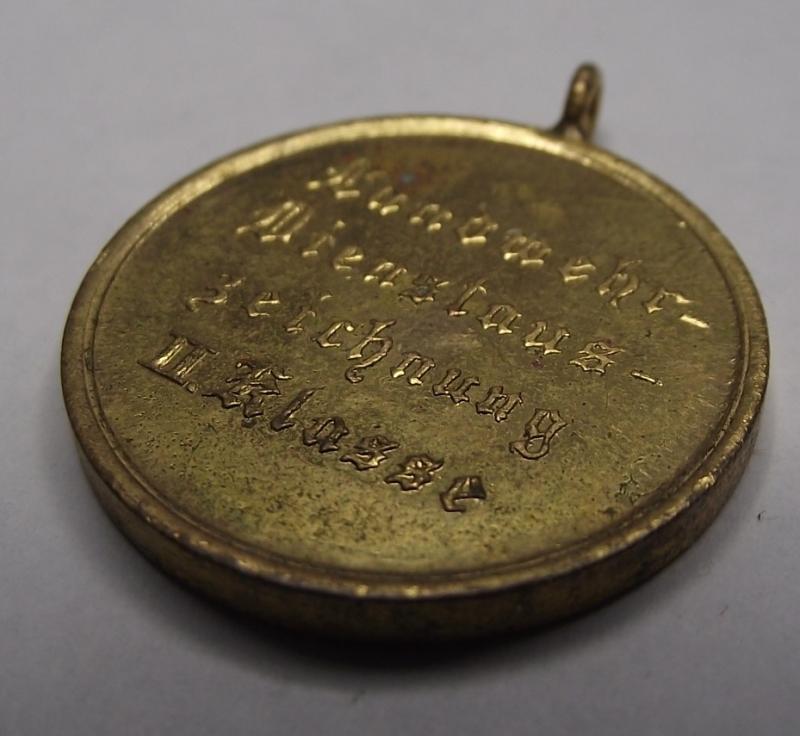 Landwehr-
Dienstaus-
zeichnung
II. Klasse